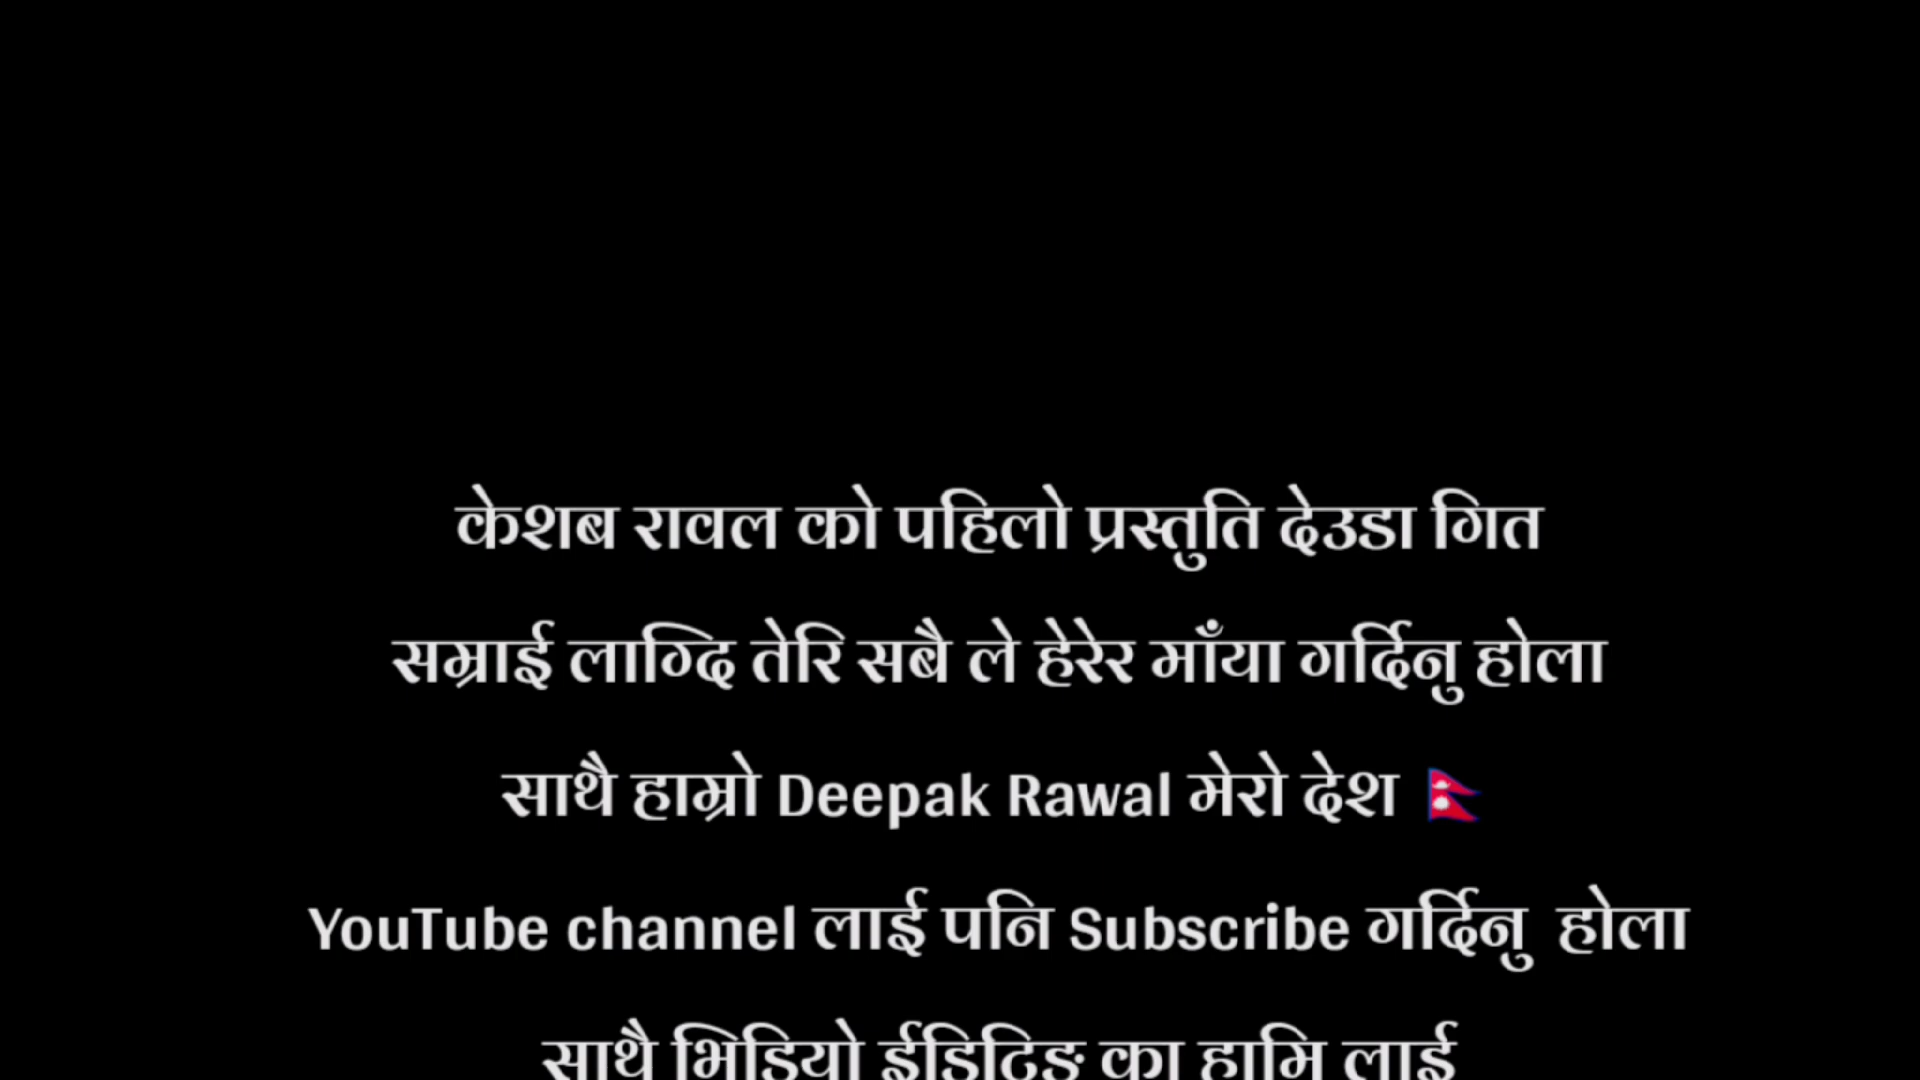 केशब रावल को पहिलो प्रस्तुति देउडा गित
सम्राई लाग्दि तेरि सबै ले हेरेर माँया गर्दिनु होला
साथै हाम्रो Deepak Rawal मेरो देश 🇳🇵
YouTube channel लाई पनि Subscribe गर्दिनु होला
साथै भिडियो ईडिटिङ का हामि लाई